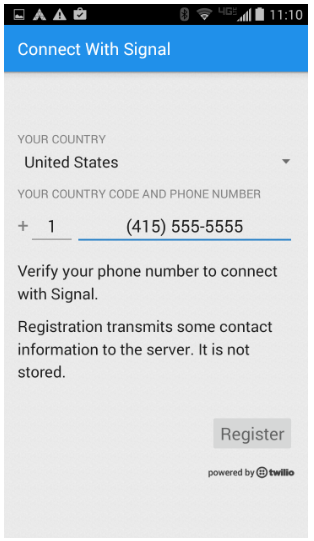 4G 11:10
Connect With Signal
YOUR COUNTRY
United States
YOUR COUNTRY CODE AND PHONE NUMBER
+ 1 (415) 555-5555
Verify your phone number to connect
with Signal.
Registration transmits some contact
information to the server. It is not
stored.
Register
powered by twilio